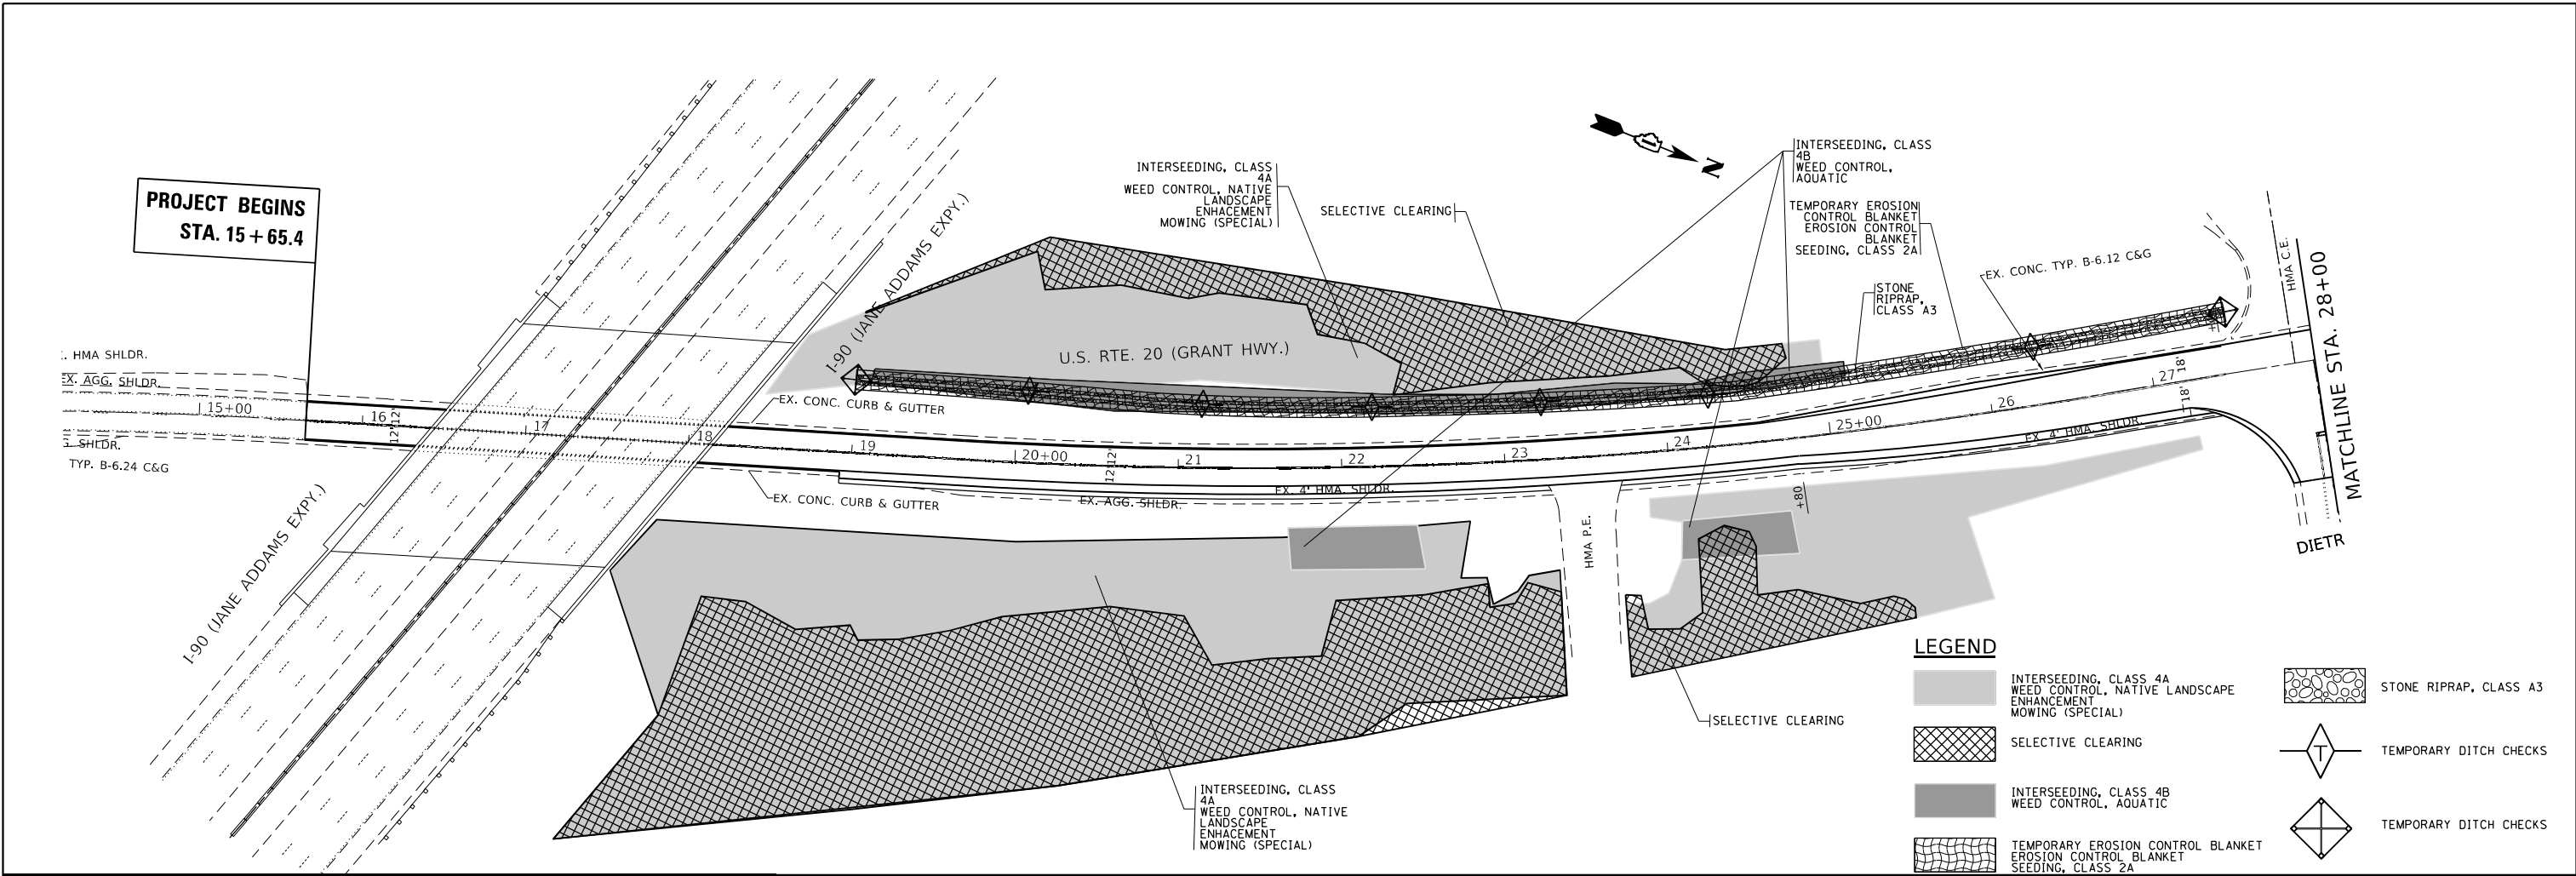 PROJECT BEGINS
STA. 15+65.4
INTERSEEDING, CLASS
4A
WEED CONTROL, NATIVE
LANDSCAPE
ENHACEMENT
MOWING (SPECIAL)
SELECTIVE CLEARING
N
INTERSEEDING, CLASS
4B
WEED CONTROL,
AQUATIC
TEMPORARY EROSION
CONTROL BLANKET
EROSION CONTROL
BLANKET
SEEDING, CLASS 2A
STONE
RIPRAP,
CLASS A3
EX. CONC. TYP. B-6.12 C&G
HMA C.E.
MATCHLINE STA. 28+00
I-90 (JANE ADDAMS EXPY.)
U.S. RTE. 20 (GRANT HWY.)
. HMA SHLDR.
EX. AGG. SHLDR.
SHLDR.
TYP. B-6.24 C&G
15+00
16
17
18
19
20+00
21
22
23
24
25+00
26
27
12' 12'
12' 12'
18' 18'
+80
EX. CONC. CURB & GUTTER
EX. CONC. CURB & GUTTER
EX. AGG. SHLDR.
EX. 4' HMA. SHLDR.
EX. 4' HMA. SHLDR.
HMA P.E.
DIETR
I-90 (JANE ADDAMS EXPY.)
SELECTIVE CLEARING
INTERSEEDING, CLASS
4A
WEED CONTROL, NATIVE
LANDSCAPE
ENHACEMENT
MOWING (SPECIAL)
LEGEND
INTERSEEDING, CLASS 4A
WEED CONTROL, NATIVE LANDSCAPE
ENHANCEMENT
MOWING (SPECIAL)
SELECTIVE CLEARING
INTERSEEDING, CLASS 4B
WEED CONTROL, AQUATIC
TEMPORARY EROSION CONTROL BLANKET
EROSION CONTROL BLANKET
SEEDING, CLASS 2A
STONE RIPRAP, CLASS A3
T
TEMPORARY DITCH CHECKS
TEMPORARY DITCH CHECKS